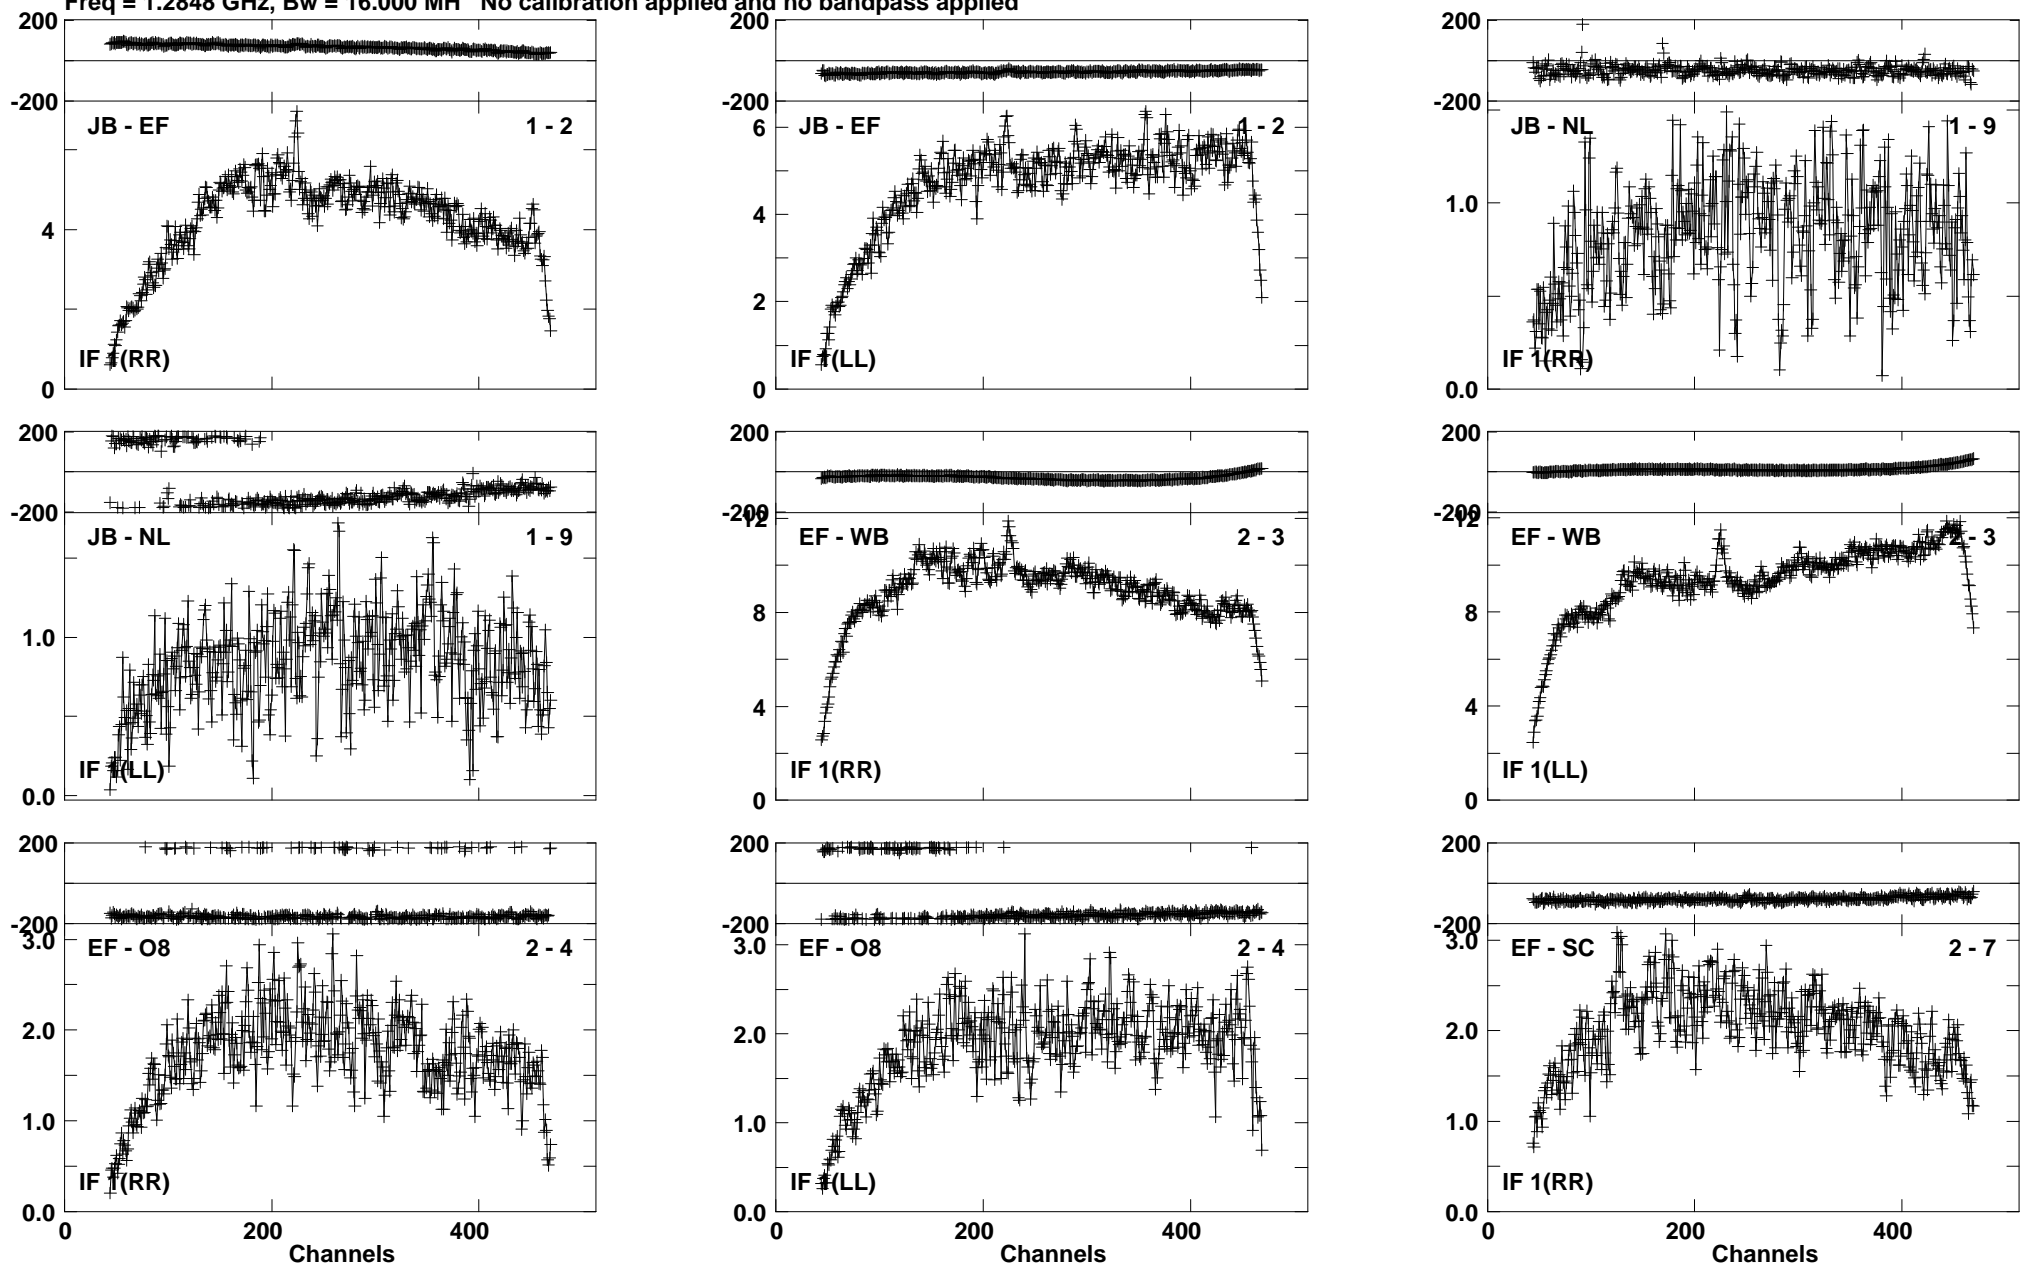 Freq = 1.2848 GHz, Bw = 16.000 MH No calibration applied and no bandpass applied
200
-200
JB - EF
1 - 2
4
0
IF 1(RR)
200
-200
JB - EF
1 - 2
6
4
2
0
IF 1(LL)
200
-200
JB - NL
1 - 9
1.0
0.0
IF 1(RR)
200
-200
JB - NL
1 - 9
1.0
0.0
IF 1(LL)
200
-200
12
EF - WB
2 - 3
8
4
0
IF 1(RR)
200
-200
12
EF - WB
2 - 3
8
4
0
IF 1(LL)
200
-200
3.0
EF - O8
2 - 4
2.0
1.0
0.0
IF 1(RR)
0 200 400
Channels
200
-200
3.0
EF - O8
2 - 4
2.0
1.0
0.0
IF 1(LL)
0 200 400
Channels
200
-200
3.0
EF - SC
2 - 7
2.0
1.0
0.0
IF 1(RR)
0 200 400
Channels